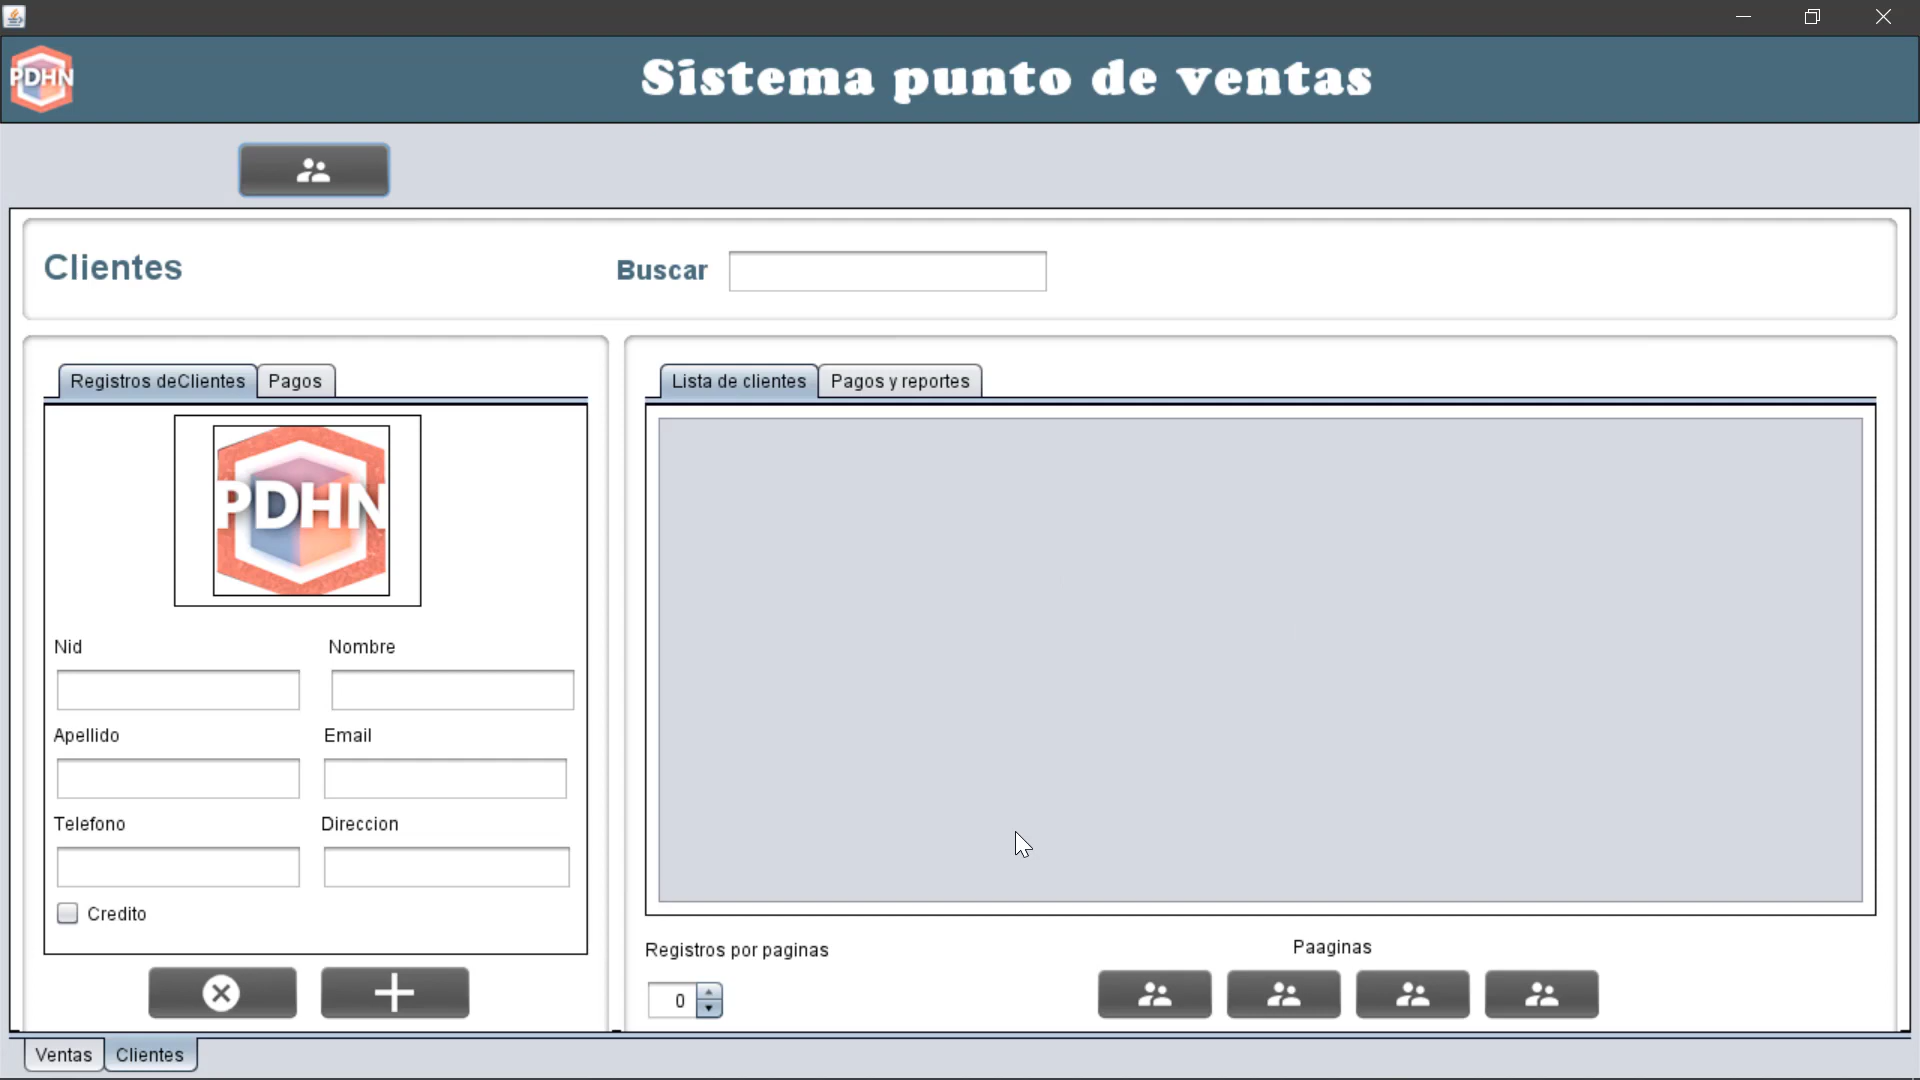 PDHN
Sistema punto de ventas
Clientes
Buscar
Registros deClientes
Pagos
PDHN
Nid
Nombre
Apellido
Email
Telefono
Direccion
Credito
Lista de clientes
Pagos y reportes
Registros por paginas
0
Paaginas
Ventas
Clientes